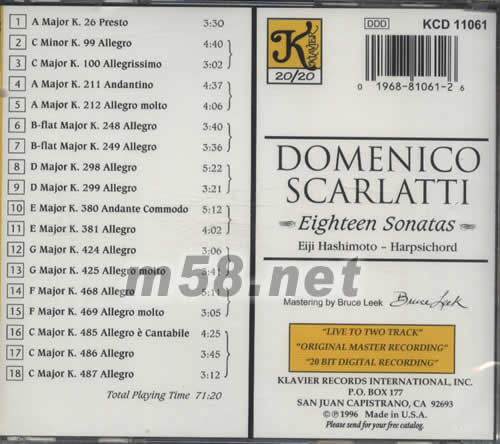 1 A Major K. 26 Presto 3:30
2 C Minor K. 99 Allegro 4:40
3 C Major K. 100 Allegrissimo 3:02
4 A Major K. 211 Andantino 4:37
5 A Major K. 212 Allegro molto 4:06
6 B-flat Major K. 248 Allegro 3:40
7 B-flat Major K. 249 Allegro 3:36
8 D Major K. 298 Allegro 5:22
9 D Major K. 299 Allegro 3:21
10 E Major K. 380 Andante Commodo 5:12
11 E Major K. 381 Allegro 4:02
12 G Major K. 424 Allegro 3:06
13 G Major K. 425 Allegro molto
14 F Major K. 468 Allegro
15 F Major K. 469 Allegro molto 3:05
16 C Major K. 485 Allegro è Cantabile 4:25
17 C Major K. 486 Allegro 3:45
18 C Major K. 487 Allegro 3:12
Total Playing Time 71:20
K
KLAVIER
20/20
DDD
KCD 11061
0 1968-81061-2 6
DOMENICO
SCARLATTI
Eighteen Sonatas
Eiji Hashimoto – Harpsichord
m58.net
Mastering by Bruce Leek Bruce Leek
"LIVE TO TWO TRACK"
"ORIGINAL MASTER RECORDING"
"20 BIT DIGITAL RECORDING"
KLAVIER RECORDS INTERNATIONAL, INC.
P.O. BOX 177
SAN JUAN CAPISTRANO, CA 92693
©℗ 1996 Made in U.S.A.
Please send for your free catalog.